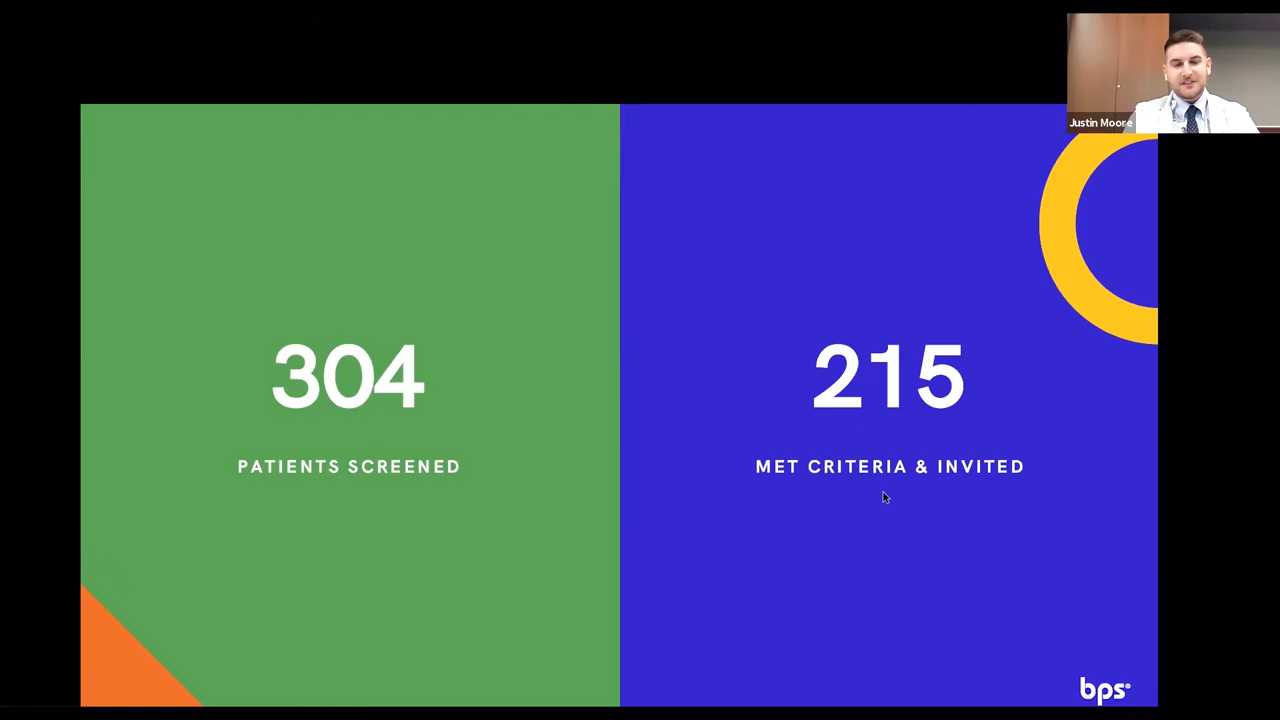 Justin Moore
304
PATIENTS SCREENED
215
MET CRITERIA & INVITED
bps